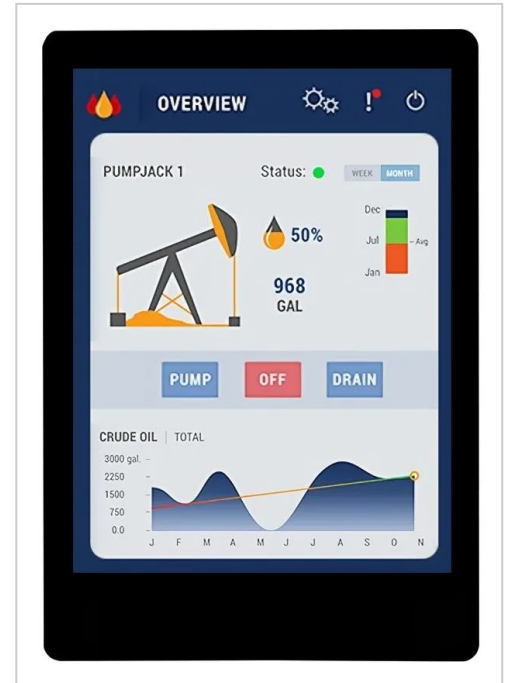 OVERVIEW !
PUMPJACK 1 Status: WEEK MONTH
Dec
50%
Jul Avg
Jan
968
GAL
PUMP OFF DRAIN
CRUDE OIL | TOTAL
3000 gal.
2250
1500
750
0.0
J F M A M J J A S O N